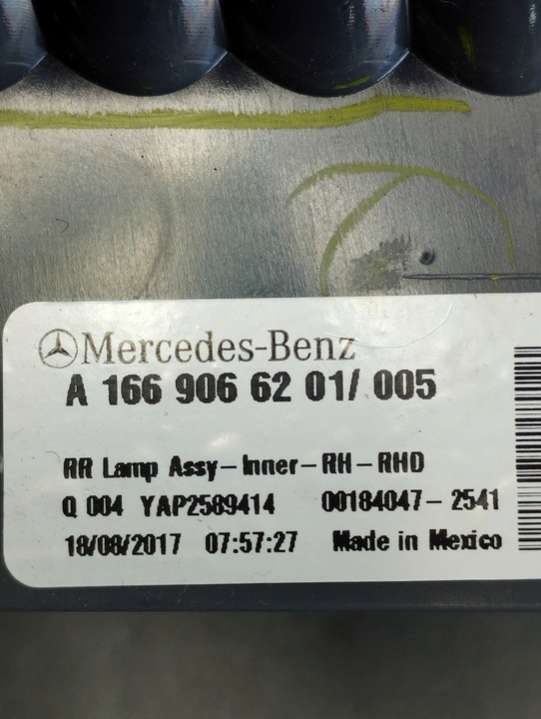 Mercedes-Benz
A 166 906 62 01/ 005
RR Lamp Assy-Inner-RH-RHD
Q 004 YAP2589414 00184047-2541
18/08/2017 07:57:27 Made in Mexico